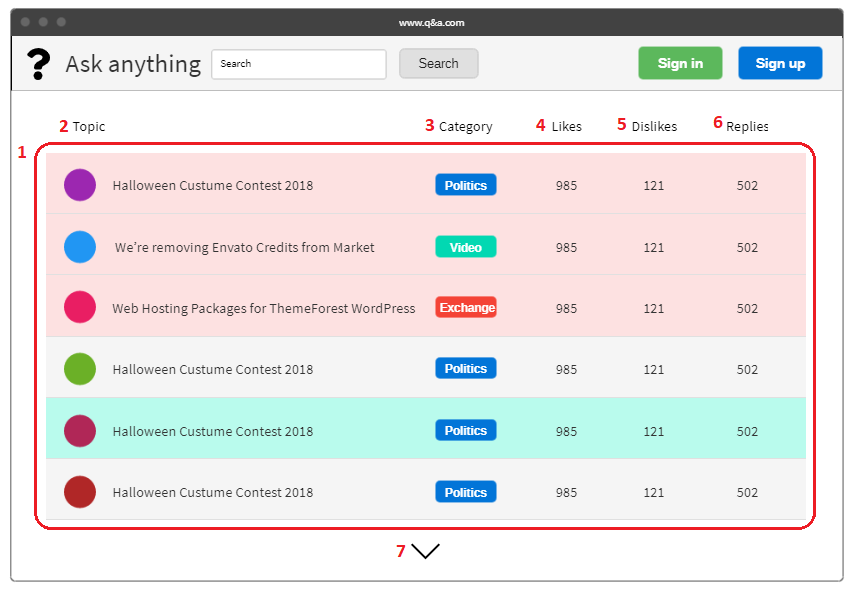 www.q&a.com
? Ask anything Search Search Sign in Sign up
2 Topic 3 Category 4 Likes 5 Dislikes 6 Replies
1
Halloween Custume Contest 2018 Politics 985 121 502
We’re removing Envato Credits from Market Video 985 121 502
Web Hosting Packages for ThemeForest WordPress Exchange 985 121 502
Halloween Custume Contest 2018 Politics 985 121 502
Halloween Custume Contest 2018 Politics 985 121 502
Halloween Custume Contest 2018 Politics 985 121 502
7